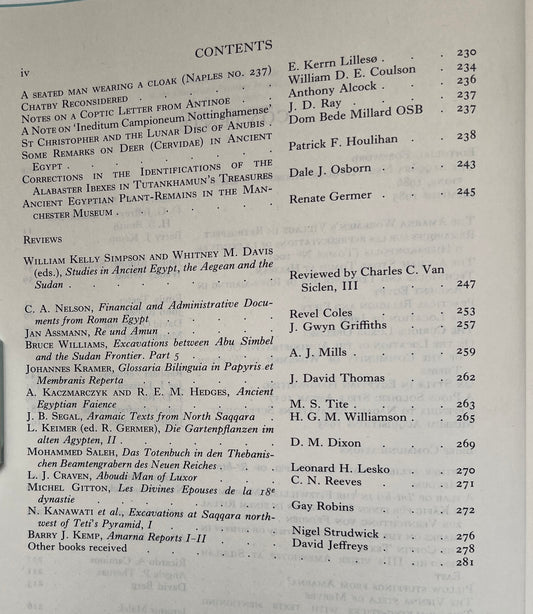 iv CONTENTS
A SEATED MAN WEARING A CLOAK (NAPLES NO. 237) E. Kerrn Lillesø . . 230
CHATBY RECONSIDERED . . . . . William D. E. Coulson . 234
NOTES ON A COPTIC LETTER FROM ANTINOE . Anthony Alcock . . . 236
A NOTE ON 'INEDITUM CAMPIONEUM NOTTINGHAMENSE' J. D. Ray . . . . 237
ST CHRISTOPHER AND THE LUNAR DISC OF ANUBIS . Dom Bede Millard OSB . 237
SOME REMARKS ON DEER (CERVIDAE) IN ANCIENT
EGYPT . . . . . . . Patrick F. Houlihan . . 238
CORRECTIONS IN THE IDENTIFICATIONS OF THE
ALABASTER IBEXES IN TUTANKHAMUN'S TREASURES Dale J. Osborn . . . 243
ANCIENT EGYPTIAN PLANT-REMAINS IN THE MAN-
CHESTER MUSEUM . . . . . Renate Germer . . . 245
REVIEWS
WILLIAM KELLY SIMPSON AND WHITNEY M. DAVIS
(eds.), Studies in Ancient Egypt, the Aegean and the Reviewed by Charles C. Van
Sudan . . . . . . . Siclen, III . . . 247
C. A. NELSON, Financial and Administrative Docu-
ments from Roman Egypt . . . . Revel Coles . . . 253
JAN ASSMANN, Re und Amun . . . . J. Gwyn Griffiths . . 257
BRUCE WILLIAMS, Excavations between Abu Simbel
and the Sudan Frontier. Part 5 . . . A. J. Mills . . . 259
JOHANNES KRAMER, Glossaria Bilinguia in Papyris et
Membranis Reperta . . . . . J. David Thomas . . 262
A. KACZMARCZYK AND R. E. M. HEDGES, Ancient
Egyptian Faience . . . . . M. S. Tite . . . 263
J. B. SEGAL, Aramaic Texts from North Saqqara . H. G. M. Williamson . . 265
L. KEIMER (ed. R. GERMER), Die Gartenpflanzen im
alten Ägypten, II . . . . . D. M. Dixon . . . 269
MOHAMMED SALEH, Das Totenbuch in den Thebanis-
chen Beamtengrabern des Neuen Reiches . . Leonard H. Lesko . . 270
L. J. CRAVEN, Aboudi Man of Luxor . . . C. N. Reeves . . . 271
MICHEL GITTON, Les Divines Epouses de la 18e
dynastie . . . . . . Gay Robins . . . 272
N. KANAWATI et al., Excavations at Saqqara north-
west of Teti's Pyramid, I . . . . Nigel Strudwick . . . 276
BARRY J. KEMP, Amarna Reports I–II . . . David Jeffreys . . . 278
Other books received . . . . . . . . . 281